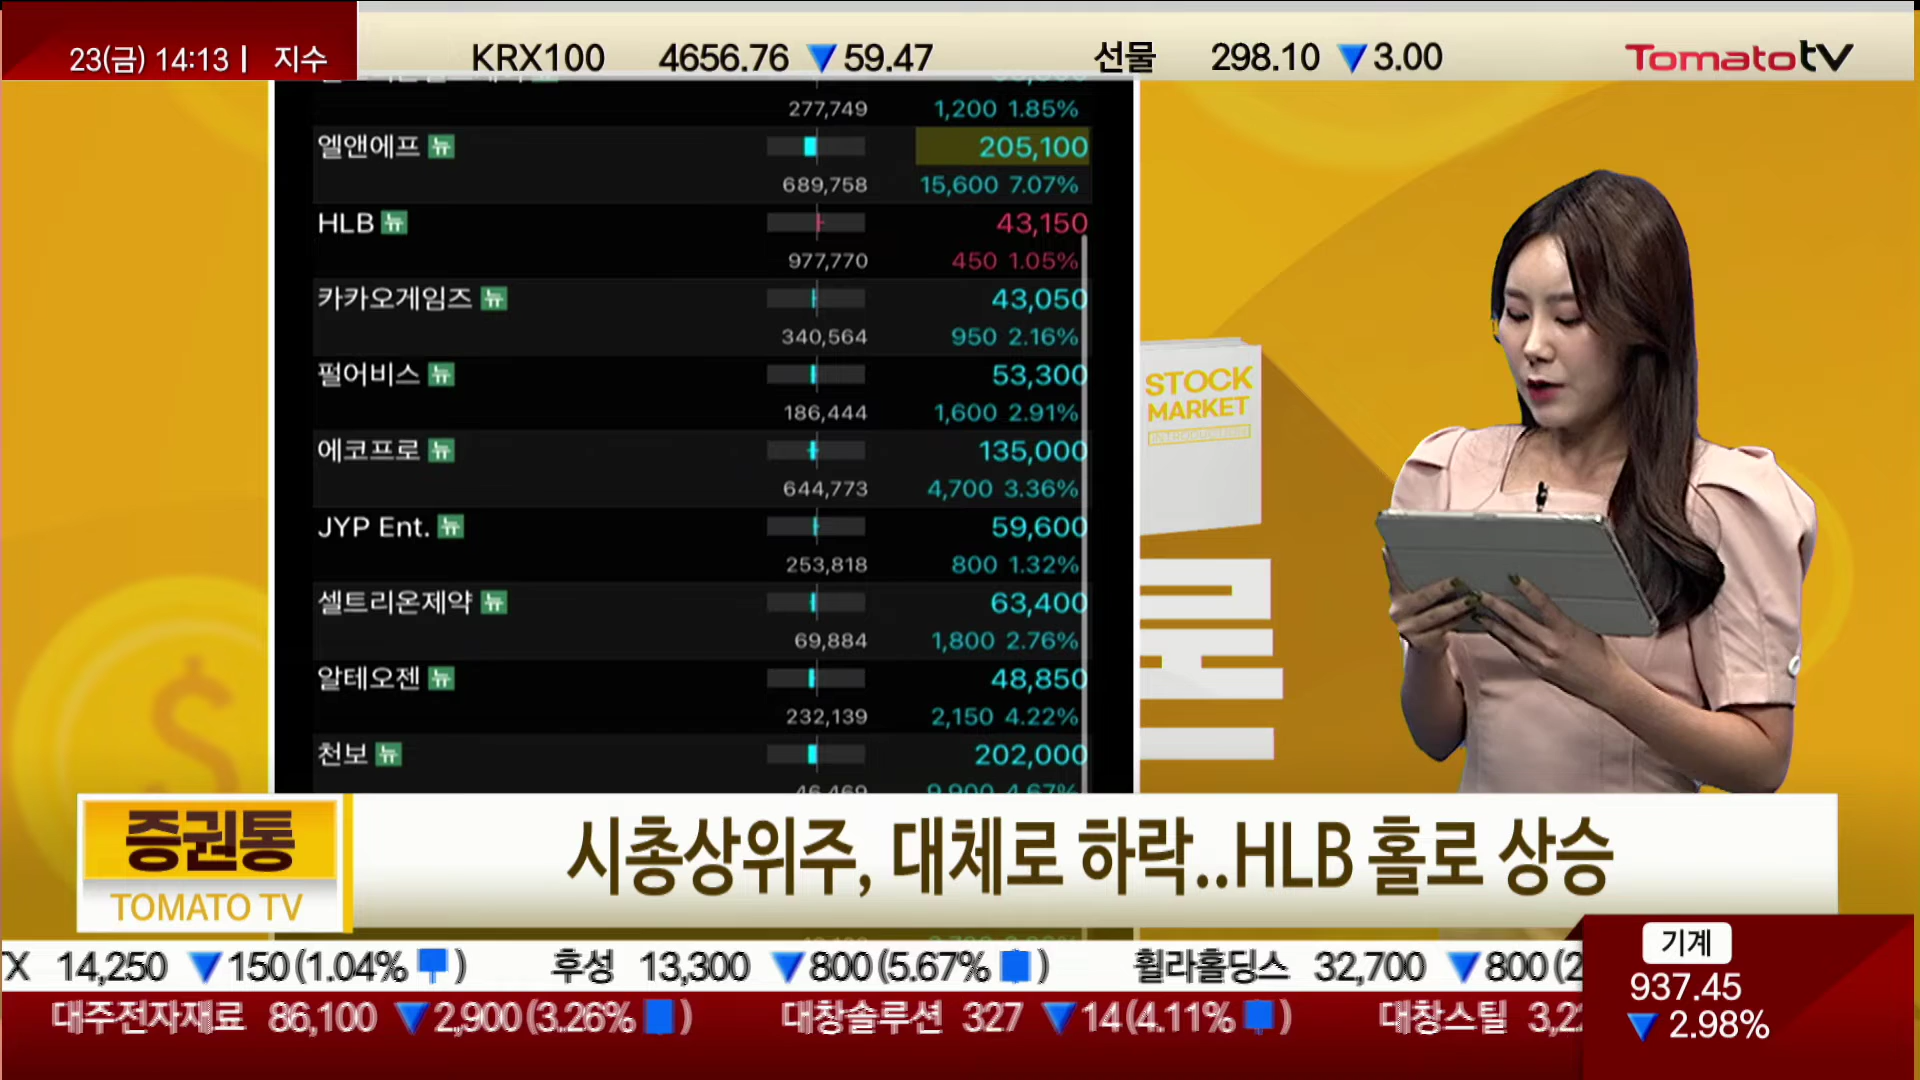 23(금) 14:13 | 지수 KRX100 4656.76 ▼59.47 선물 298.10 ▼3.00 Tomatotv
277,749 1,200 1.85%
엘앤에프 뉴 205,100
689,758 15,600 7.07%
HLB 뉴 43,150
977,770 450 1.05%
카카오게임즈 뉴 43,050
340,564 950 2.16%
펄어비스 뉴 53,300
186,444 1,600 2.91%
에코프로 뉴 135,000
644,773 4,700 3.36%
JYP Ent. 뉴 59,600
253,818 800 1.32%
셀트리온제약 뉴 63,400
69,884 1,800 2.76%
알테오젠 뉴 48,850
232,139 2,150 4.22%
천보 뉴 202,000
46,469 9,900 4.67%
STOCK
MARKET
증권통
TOMATO TV
시총상위주, 대체로 하락..HLB 홀로 상승
14,250 ▼150(1.04% ) 후성 13,300 ▼800(5.67% ) 휠라홀딩스 32,700 ▼800(2
대주전자재료 86,100 ▼2,900(3.26% ) 대창솔루션 327 ▼14(4.11% ) 대창스틸 3,22
기계
937.45
▼2.98%